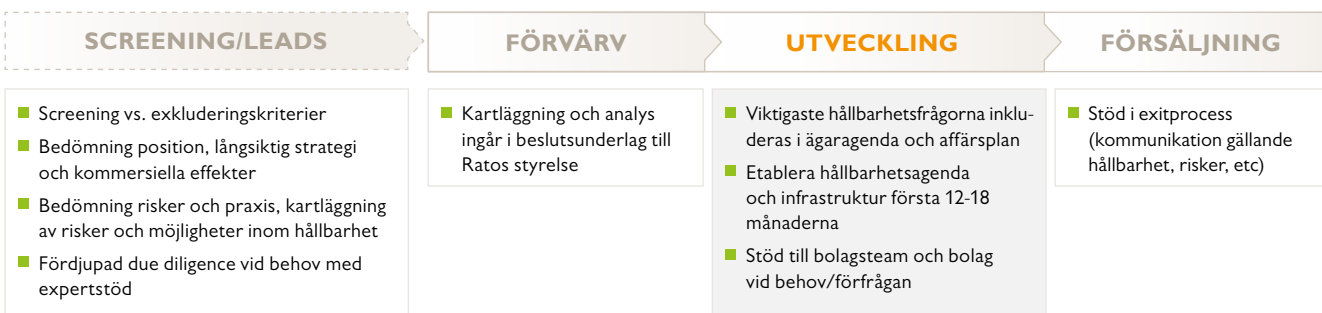 SCREENING/LEADS
FÖRVÄRV
UTVECKLING
FÖRSÄLJNING
Screening vs. exkluderingskriterier
Bedömning position, långsiktig strategi
och kommersiella effekter
Bedömning risker och praxis, kartläggning
av risker och möjligheter inom hållbarhet
Fördjupad due diligence vid behov med
expertstöd
Kartläggning och analys
ingår i beslutsunderlag till
Ratos styrelse
Viktigaste hållbarhetsfrågorna inklu-
deras i ägaragenda och affärsplan
Etablera hållbarhetsagenda
och infrastruktur första 12-18
månaderna
Stöd till bolagsteam och bolag
vid behov/förfrågan
Stöd i exitprocess
(kommunikation gällande
hållbarhet, risker, etc)